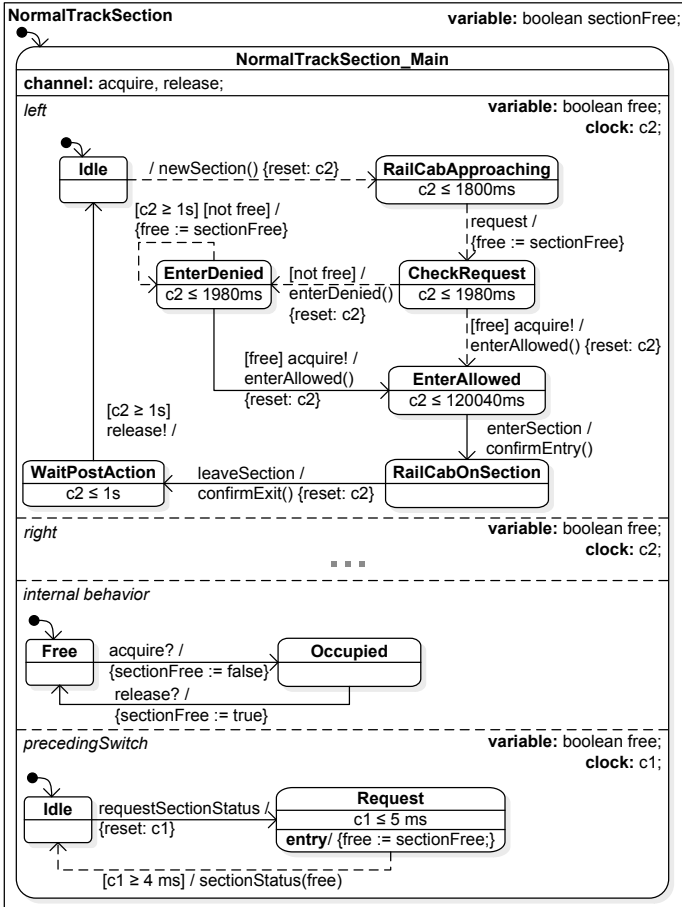 NormalTrackSection
variable: boolean sectionFree;
NormalTrackSection_Main
channel: acquire, release;
left
variable: boolean free;
clock: c2;
Idle
/ newSection() {reset: c2}
RailCabApproaching
c2 ≤ 1800ms
[c2 ≥ 1s] [not free] /
{free := sectionFree}
request /
{free := sectionFree}
EnterDenied
c2 ≤ 1980ms
[not free] /
enterDenied()
{reset: c2}
CheckRequest
c2 ≤ 1980ms
[free] acquire! /
enterAllowed() {reset: c2}
[free] acquire! /
enterAllowed()
{reset: c2}
EnterAllowed
c2 ≤ 120040ms
[c2 ≥ 1s]
release! /
enterSection /
confirmEntry()
WaitPostAction
c2 ≤ 1s
leaveSection /
confirmExit() {reset: c2}
RailCabOnSection
right
variable: boolean free;
clock: c2;
internal behavior
Free
acquire? /
{sectionFree := false}
Occupied
release? /
{sectionFree := true}
precedingSwitch
variable: boolean free;
clock: c1;
Idle
requestSectionStatus /
{reset: c1}
Request
c1 ≤ 5 ms
entry/ {free := sectionFree;}
[c1 ≥ 4 ms] / sectionStatus(free)